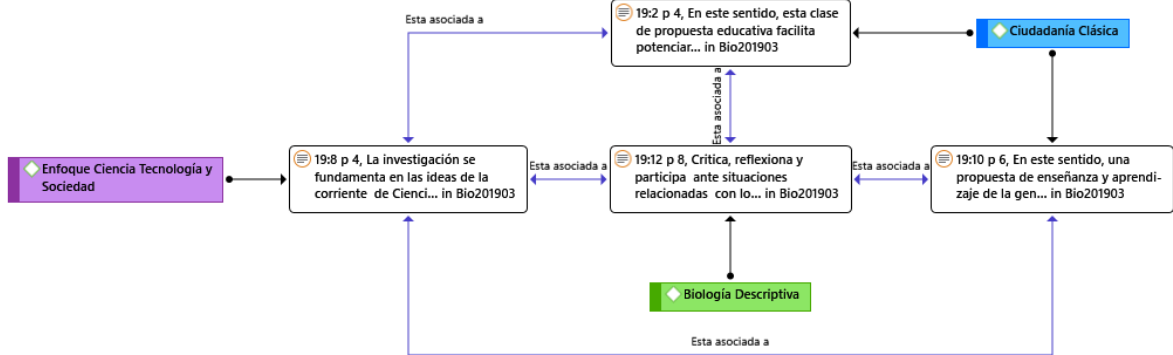 Esta asociada a
19:2 p 4, En este sentido, esta clase
de propuesta educativa facilita
potenciar... in Bio201903
Ciudadanía Clásica
Esta asociada a
Enfoque Ciencia Tecnología y
Sociedad
19:8 p 4, La investigación se
fundamenta en las ideas de la
corriente de Cienci... in Bio201903
Esta asociada a
19:12 p 8, Critica, reflexiona y
participa ante situaciones
relacionadas con lo... in Bio201903
Esta asociada a
19:10 p 6, En este sentido, una
propuesta de enseñanza y aprendi-
zaje de la gen... in Bio201903
Biología Descriptiva
Esta asociada a